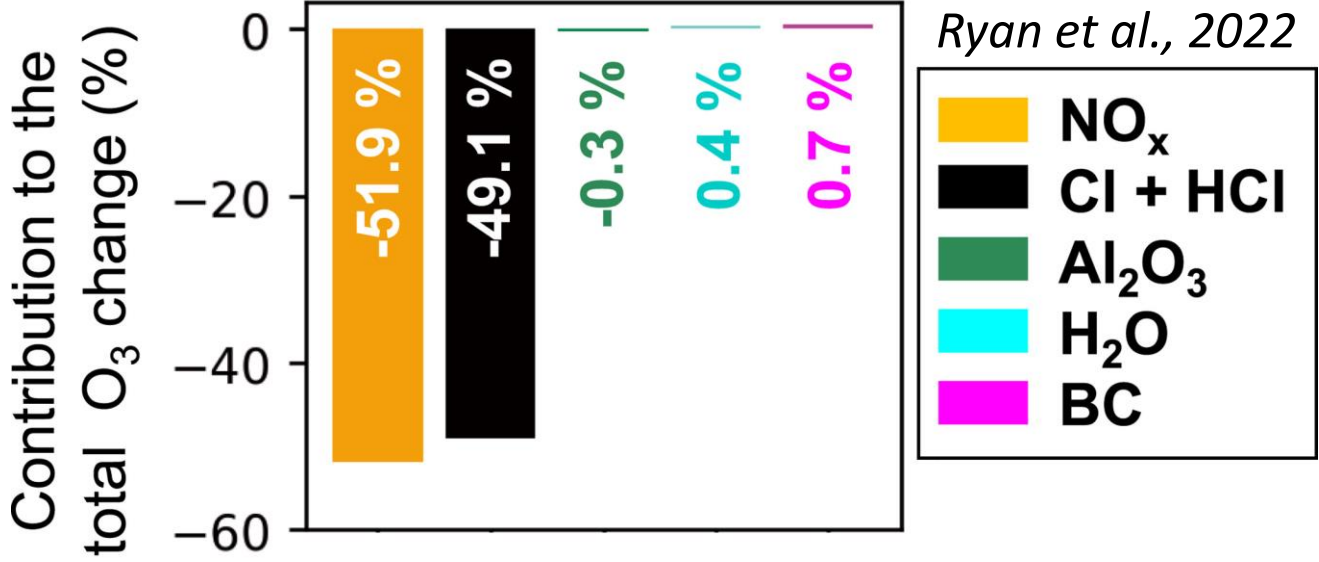 Contribution to the
total O₃ change (%)
0
−20
−40
−60
-51.9 %
-49.1 %
-0.3 %
0.4 %
0.7 %
Ryan et al., 2022
NOₓ
Cl + HCl
Al₂O₃
H₂O
BC